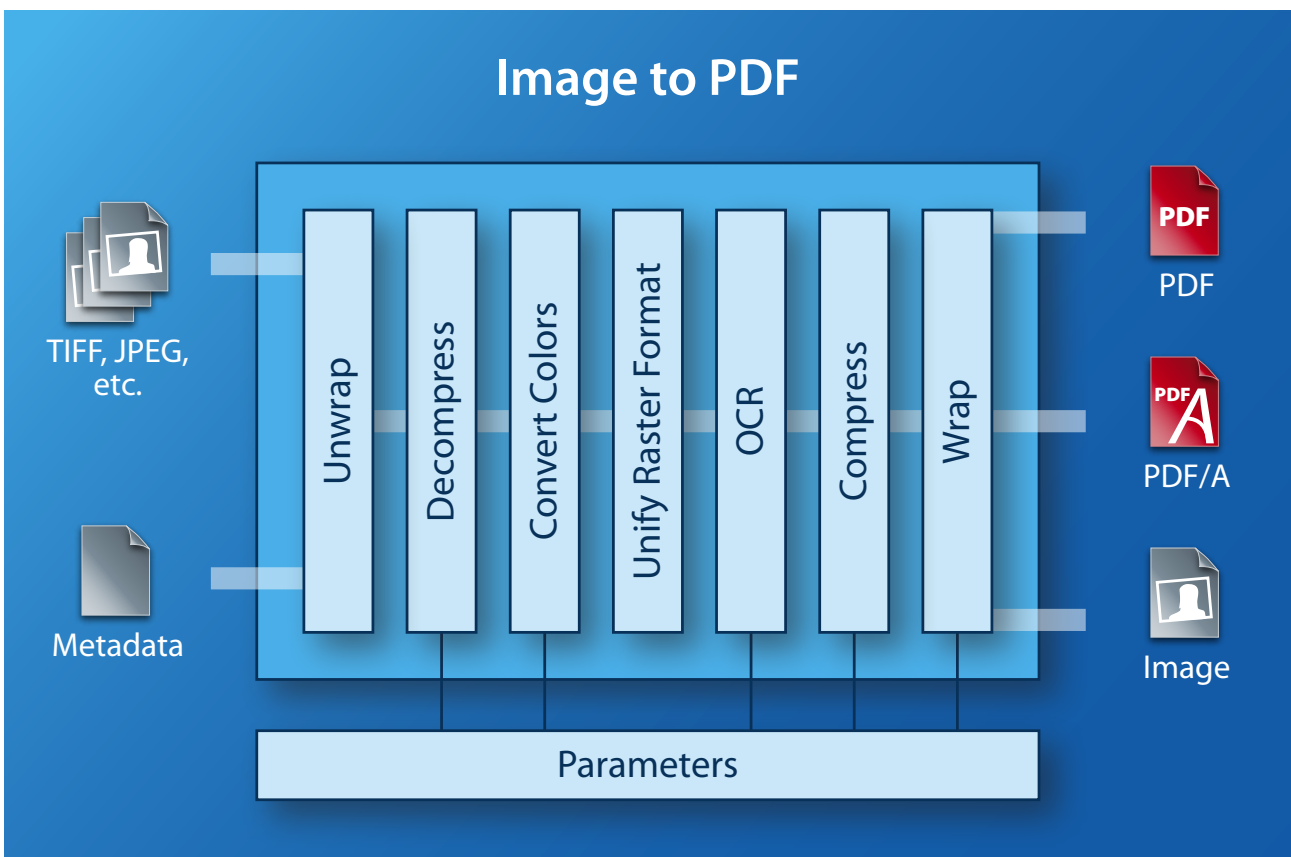 Image to PDF
TIFF, JPEG,
etc.
Metadata
Unwrap
Decompress
Convert Colors
Unify Raster Format
OCR
Compress
Wrap
Parameters
PDF
PDF
PDF
A
PDF/A
Image